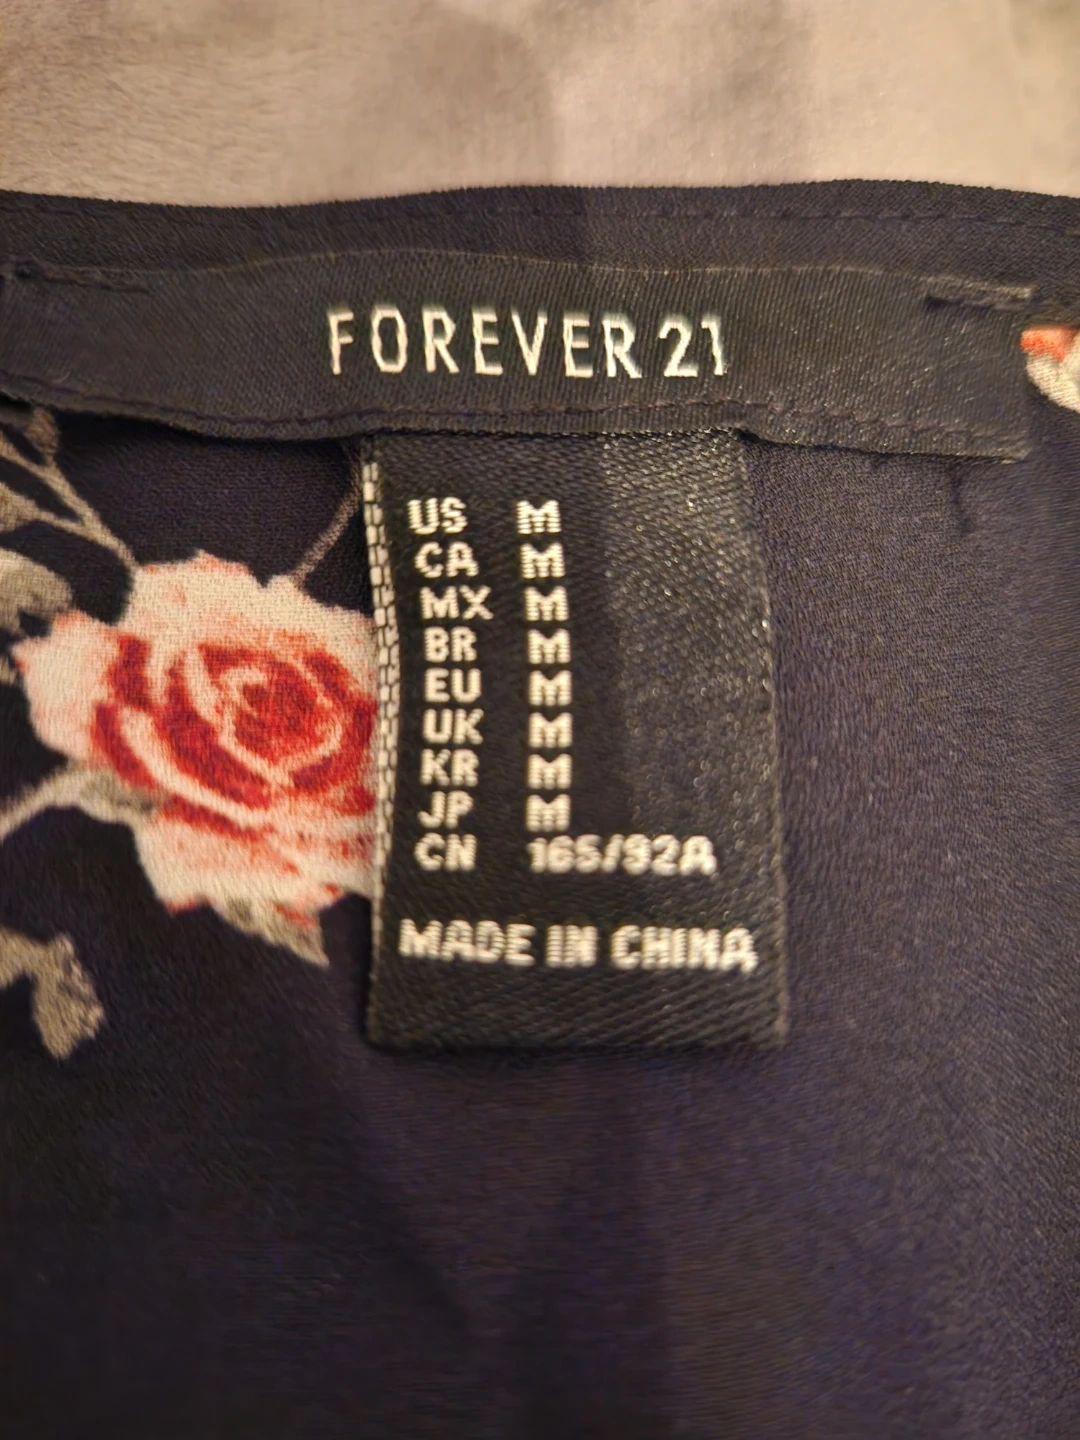 FOREVER 21
US M
CA M
MX M
BR M
EU M
UK M
KR M
JP M
CN 165/92A
MADE IN CHINA